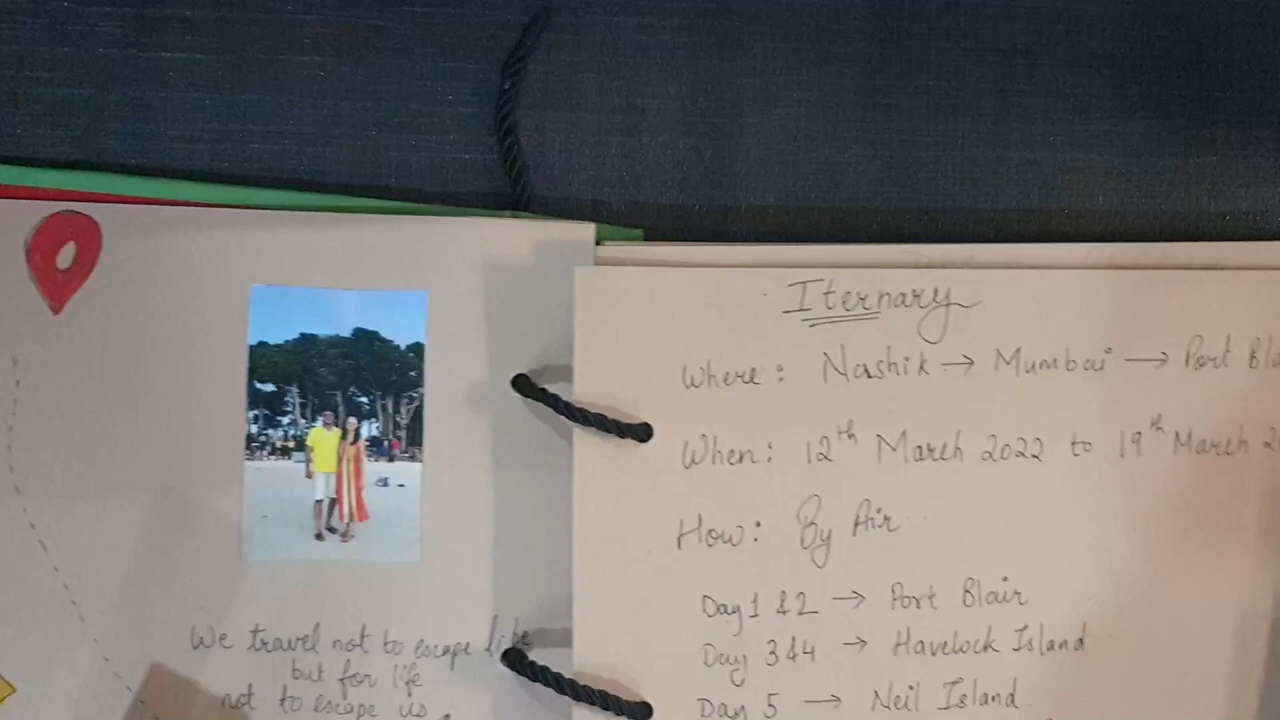 We travel not to escape life
but for life
not to escape us
Iternary
Where: Nashik → Mumbai → Port Bla
When: 12th March 2022 to 19th March 2
How: By Air
Day 1 & 2 → Port Blair
Day 3 & 4 → Havelock Island
Day 5 → Neil Island